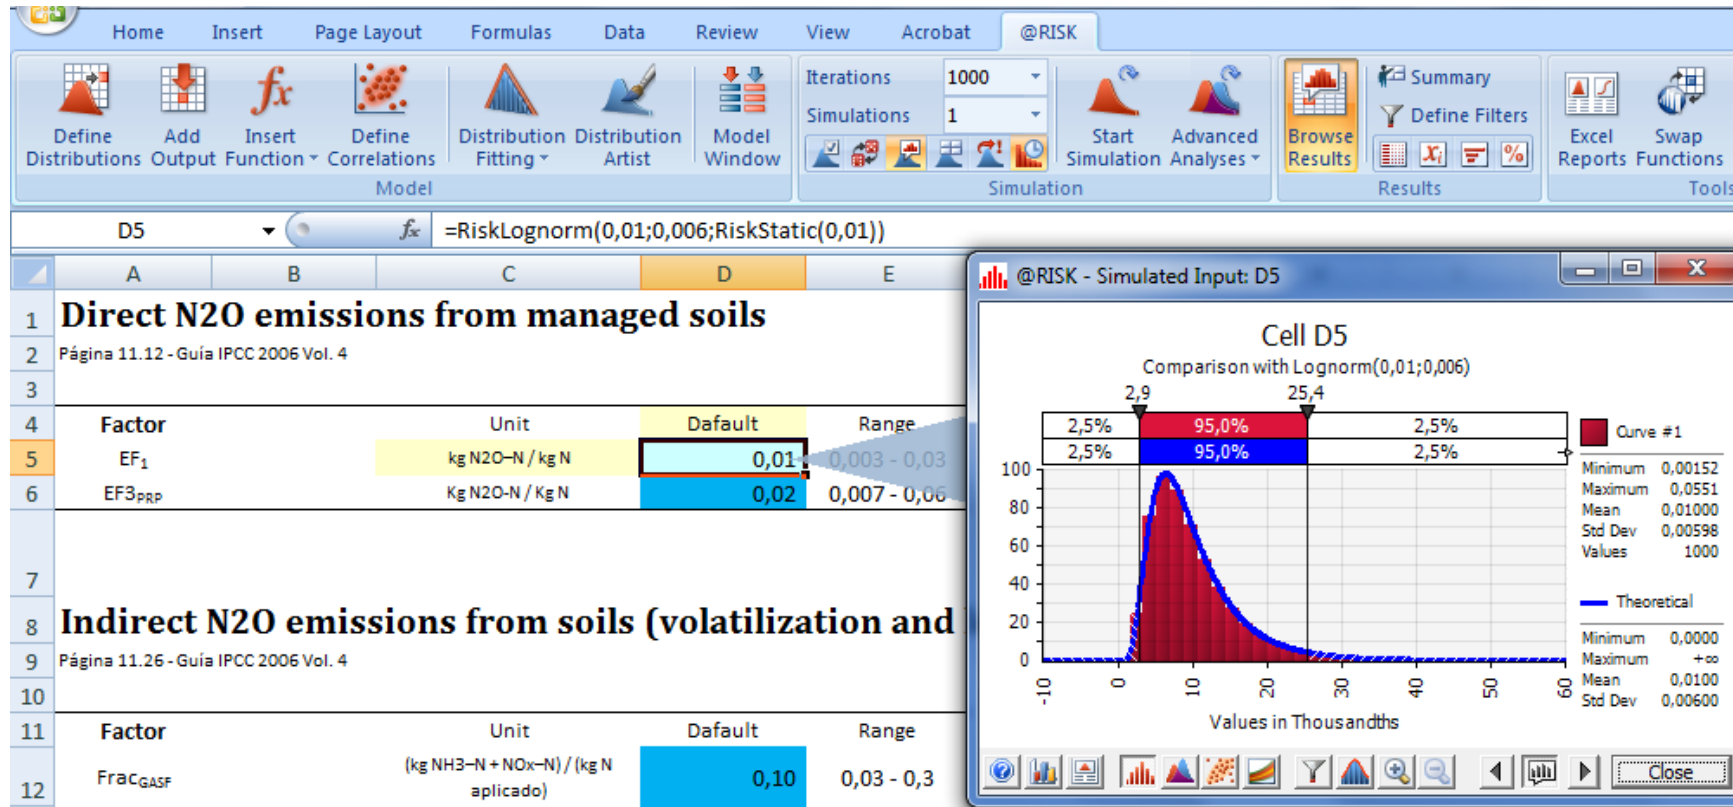 Home Insert Page Layout Formulas Data Review View Acrobat @RISK
Define Distributions
Add Output
Insert Function
Define Correlations
Model
Distribution Fitting
Distribution Artist
Model Window
Iterations 1000
Simulations 1
Start Simulation
Advanced Analyses
Simulation
Browse Results
Summary
Define Filters
Results
Excel Reports
Swap Functions
Tools
D5 fx =RiskLognorm(0,01;0,006;RiskStatic(0,01))
A B C D E
1 Direct N2O emissions from managed soils
2 Página 11.12 - Guía IPCC 2006 Vol. 4
3
4 Factor Unit Dafault Range
5 EF1 kg N2O–N / kg N 0,01 0,003 - 0,03
6 EF3PRP Kg N2O-N / Kg N 0,02 0,007 - 0,06
7
8 Indirect N2O emissions from soils (volatilization and
9 Página 11.26 - Guía IPCC 2006 Vol. 4
10
11 Factor Unit Dafault Range
12 FracGASF (kg NH3–N + NOx–N) / (kg N aplicado) 0,10 0,03 - 0,3
@RISK - Simulated Input: D5
Cell D5
Comparison with Lognorm(0,01;0,006)
2,9 25,4
2,5% 95,0% 2,5%
2,5% 95,0% 2,5%
100
80
60
40
20
0
-10 0 10 20 30 40 50 60
Values in Thousandths
Curve #1
Minimum 0,00152
Maximum 0,0551
Mean 0,01000
Std Dev 0,00598
Values 1000
Theoretical
Minimum 0,0000
Maximum +∞
Mean 0,0100
Std Dev 0,00600
Close